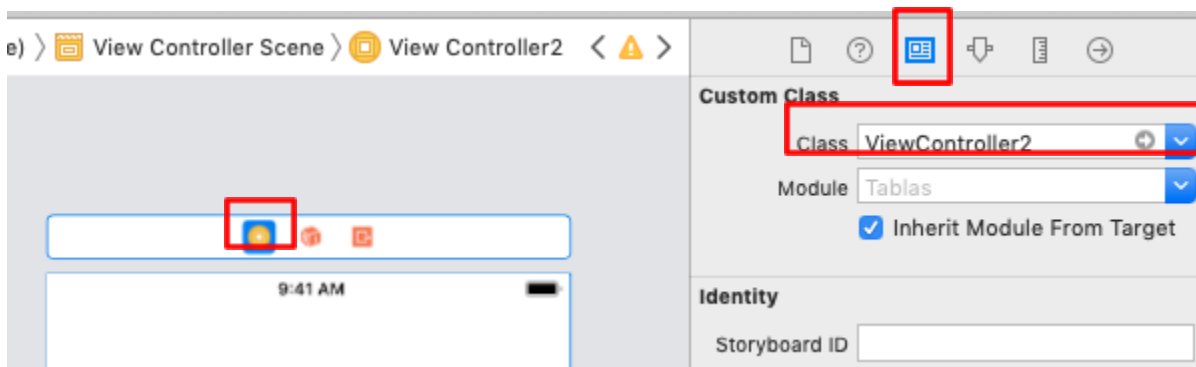 e) 〉 View Controller Scene 〉 View Controller2
Custom Class
Class ViewController2
Module Tablas
Inherit Module From Target
9:41 AM
Identity
Storyboard ID